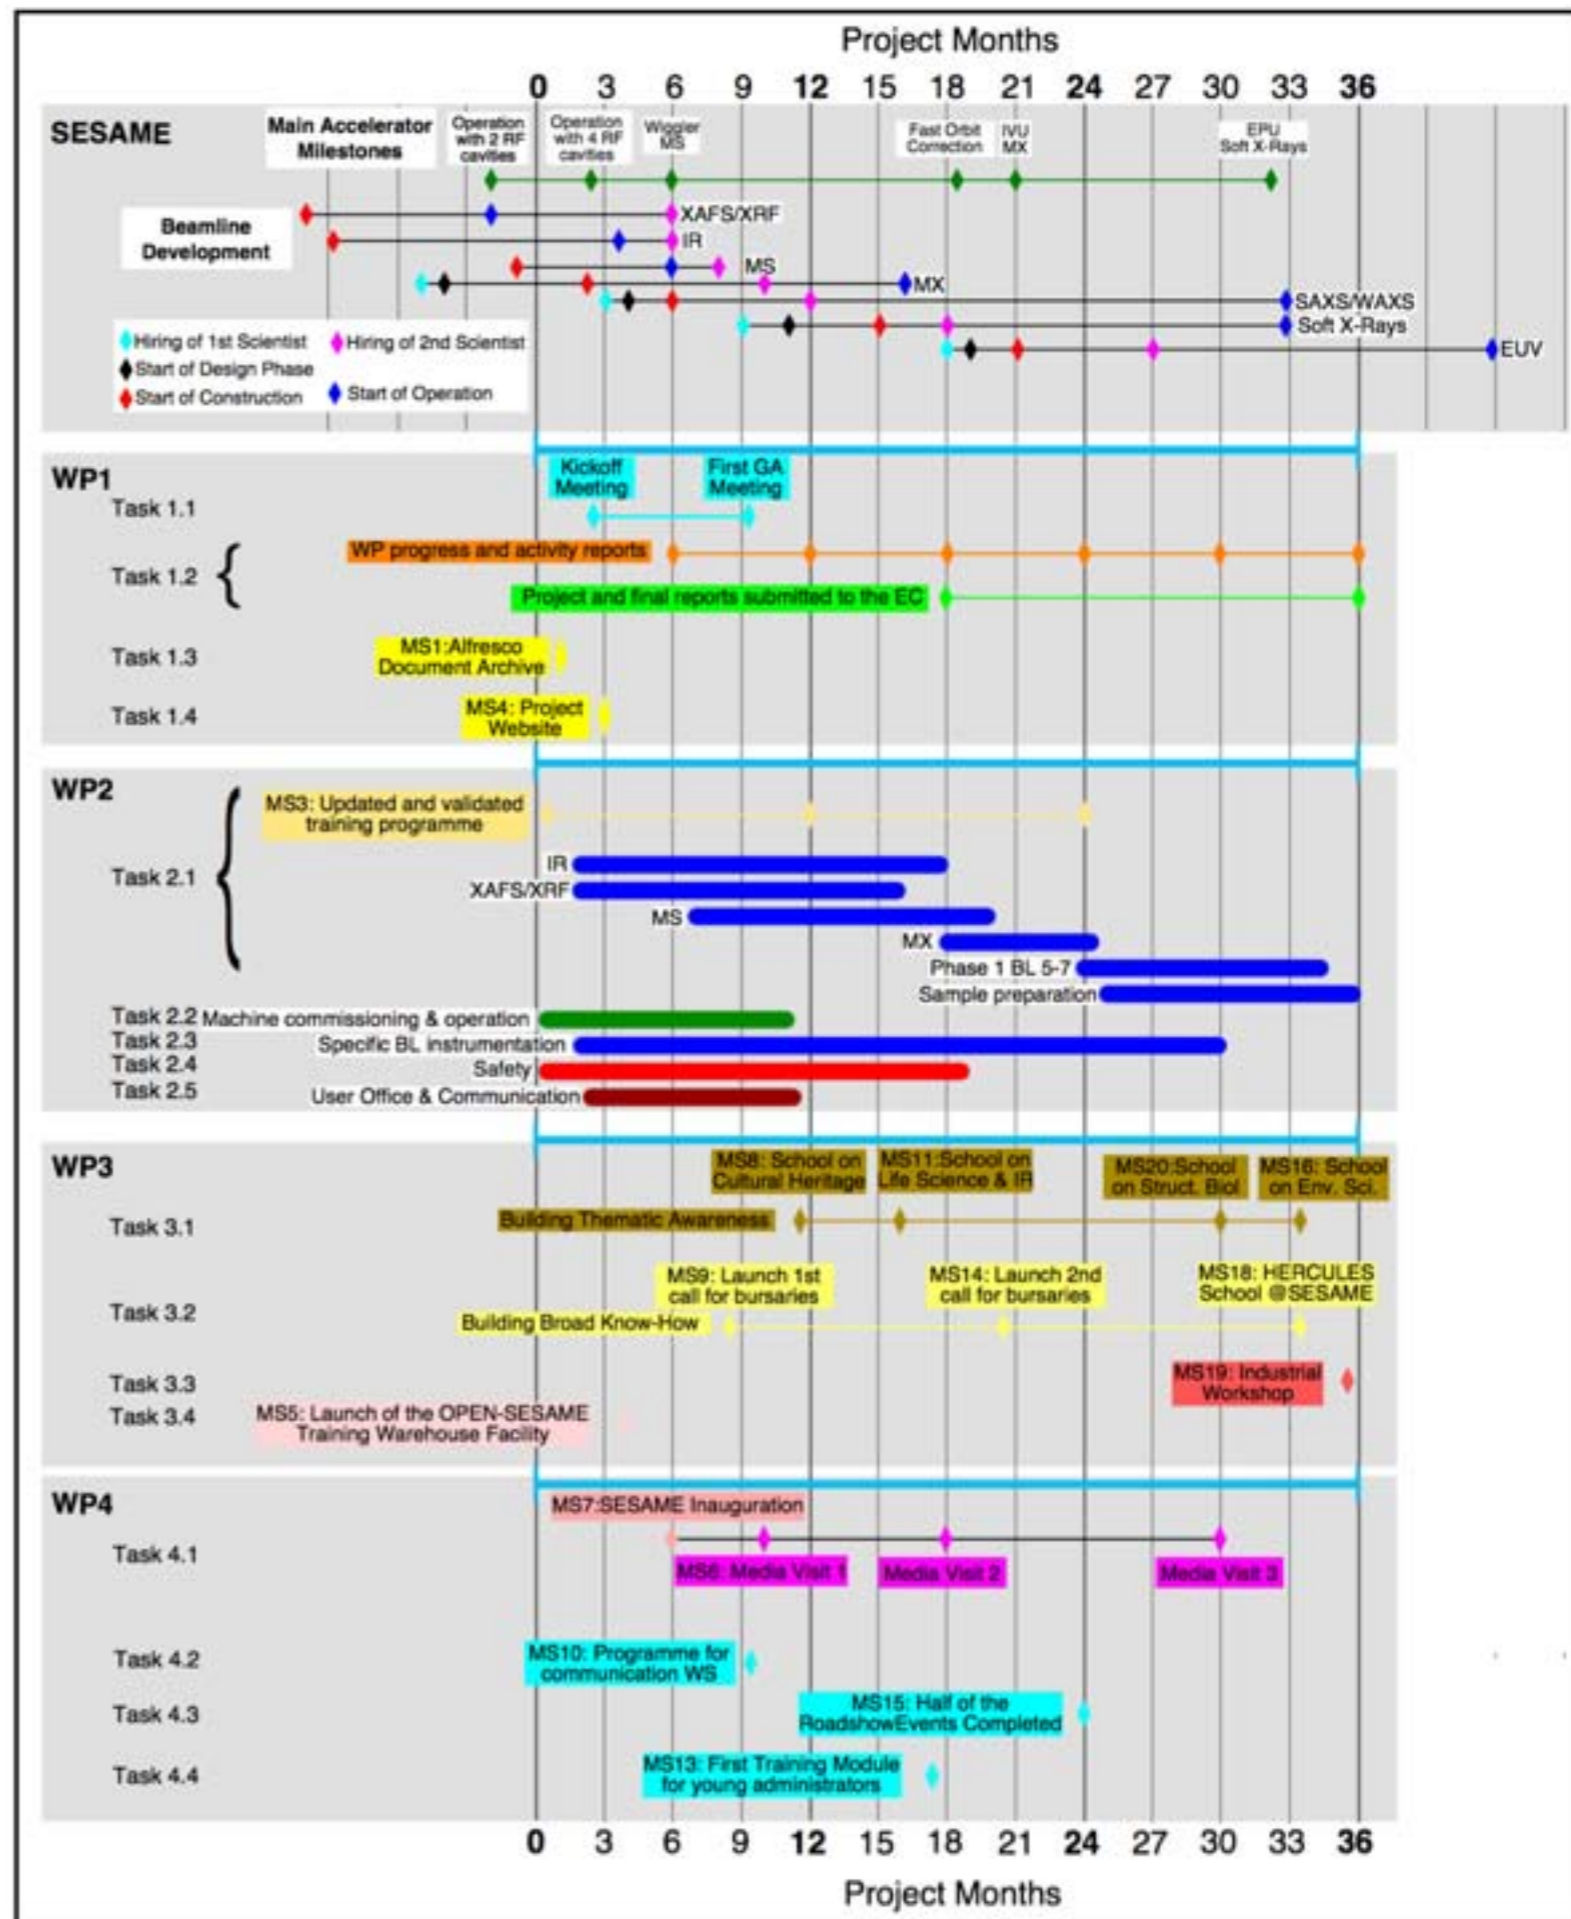 Project Months
0 3 6 9 12 15 18 21 24 27 30 33 36
SESAME
Main Accelerator
Milestones
Operation
with 2 RF
cavities
Operation
with 4 RF
cavities
Wiggler
MS
Fast Orbit
Correction
IVU
MX
EPU
Soft X-Rays
Beamline
Development
XAFS/XRF
IR
MS
MX
SAXS/WAXS
Soft X-Rays
EUV
Hiring of 1st Scientist
Hiring of 2nd Scientist
Start of Design Phase
Start of Construction
Start of Operation
WP1
Kickoff
Meeting
First GA
Meeting
Task 1.1
WP progress and activity reports
Task 1.2
Project and final reports submitted to the EC
Task 1.3
MS1:Alfresco
Document Archive
Task 1.4
MS4: Project
Website
WP2
MS3: Updated and validated
training programme
Task 2.1
IR
XAFS/XRF
MS
MX
Phase 1 BL 5-7
Sample preparation
Task 2.2 Machine commissioning & operation
Task 2.3 Specific BL instrumentation
Task 2.4 Safety
Task 2.5 User Office & Communication
WP3
MS8: School on
Cultural Heritage
MS11:School on
Life Science & IR
MS20:School
on Struct. Biol
MS16: School
on Env. Sci.
Task 3.1
Building Thematic Awareness
MS9: Launch 1st
call for bursaries
MS14: Launch 2nd
call for bursaries
MS18: HERCULES
School @SESAME
Task 3.2
Building Broad Know-How
Task 3.3
MS19: Industrial
Workshop
Task 3.4
MS5: Launch of the OPEN-SESAME
Training Warehouse Facility
WP4
MS7:SESAME Inauguration
Task 4.1
MS6: Media Visit 1
Media Visit 2
Media Visit 3
Task 4.2
MS10: Programme for
communication WS
Task 4.3
MS15: Half of the
RoadshowEvents Completed
Task 4.4
MS13: First Training Module
for young administrators
0 3 6 9 12 15 18 21 24 27 30 33 36
Project Months